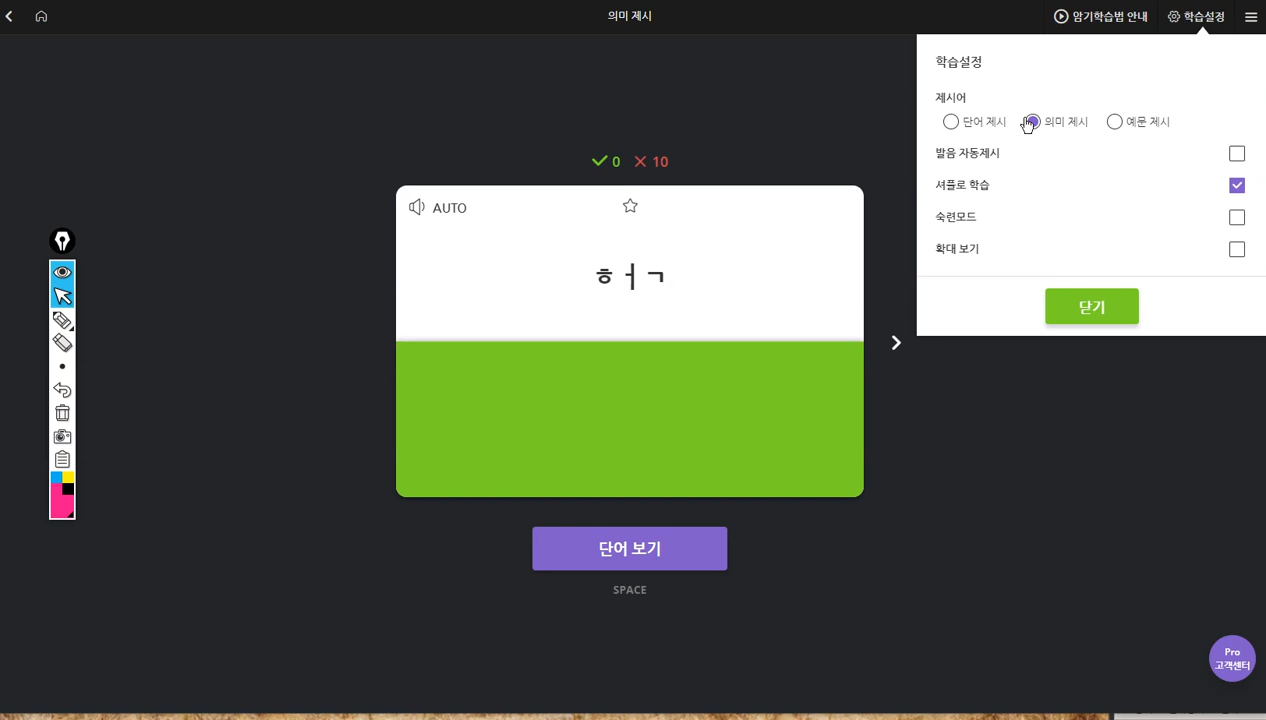 의미 제시
암기학습법 안내
학습설정
학습설정
제시어
단어 제시
의미 제시
예문 제시
발음 자동제시
셔플로 학습
숙련모드
확대 보기
닫기
0
10
AUTO
ㅎㅓㄱ
단어 보기
SPACE
Pro
고객센터